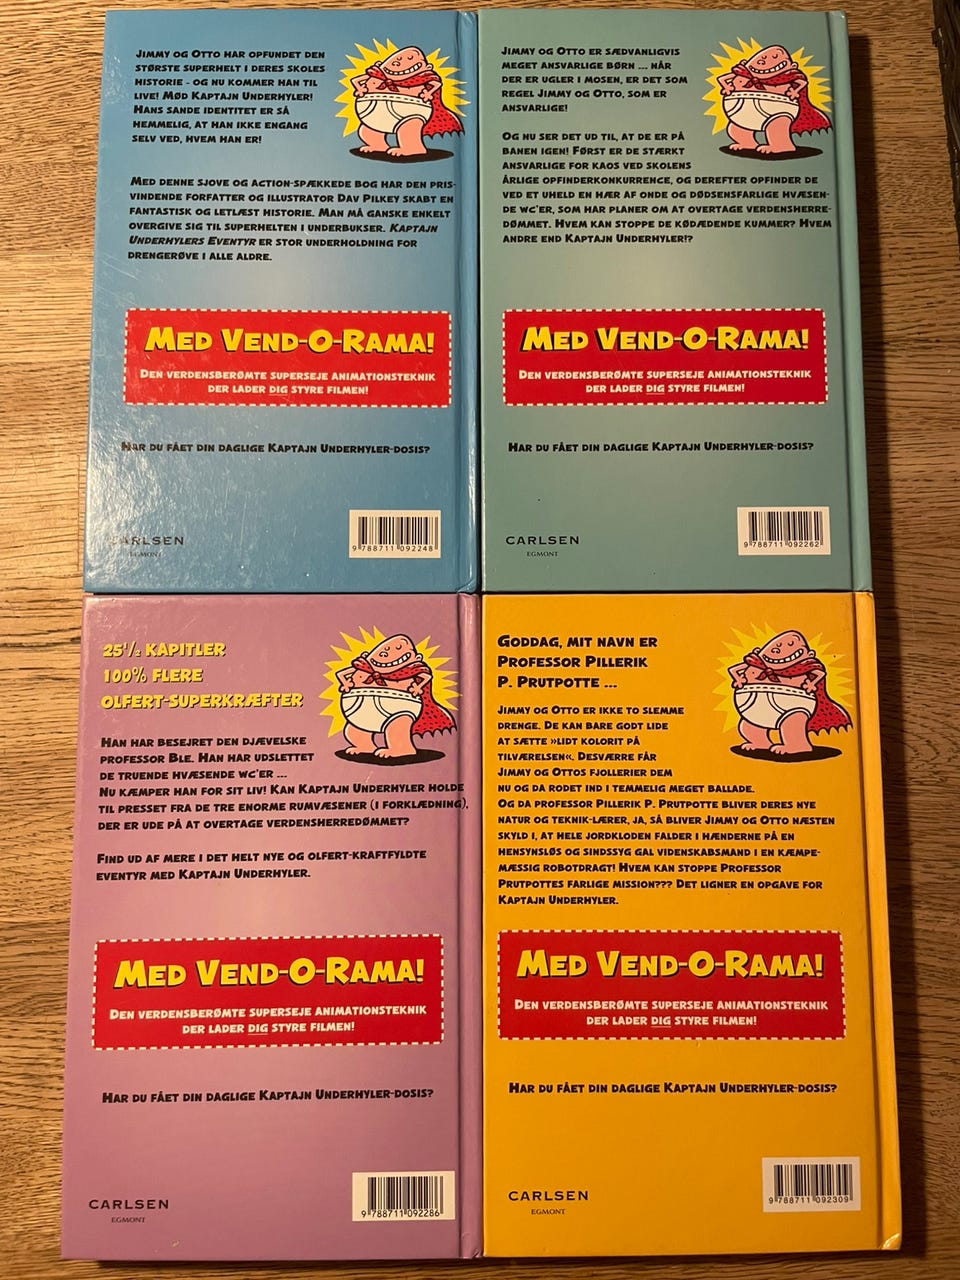 Jimmy og Otto har opfundet den
største superhelt i deres skoles
historie - og nu kommer han til
live! Mød Kaptajn Underhyler!
Hans sande identitet er så
hemmelig, at han ikke engang
selv ved, hvem han er!
Med denne sjove og action-spækkede bog har den pris-
vindende forfatter og illustrator Dav Pilkey skabt en
fantastisk og letlæst historie. Man må ganske enkelt
overgive sig til superhelten i underbukser. Kaptajn
Underhylers Eventyr er stor underholdning for
drengerøve i alle aldre.
Med Vend-O-Rama!
Den verdensberømte superseje animationsteknik
der lader dig styre filmen!
Har du fået din daglige Kaptajn Underhyler-dosis?
CARLSEN
EGMONT
9 788711 092248
Jimmy og Otto er sædvanligvis
meget ansvarlige børn ... når
der er ugler i mosen, er det som
regel Jimmy og Otto, som er
ansvarlige!
Og nu ser det ud til, at de er på
banen igen! Først er de stærkt
ansvarlige for kaos ved skolens
årlige opfinderkonkurrence, og derefter opfinder de
ved et uheld en hær af onde og dødsensfarlige hvæsen-
de wc'er, som har planer om at overtage verdensherre-
dømmet. Hvem kan stoppe de kødædende kummer? Hvem
andre end Kaptajn Underhyler!?
Med Vend-O-Rama!
Den verdensberømte superseje animationsteknik
der lader dig styre filmen!
Har du fået din daglige Kaptajn Underhyler-dosis?
CARLSEN
EGMONT
9 788711 092262
25½ kapitler
100% flere
Olfert-superkræfter
Han har besejret den djævelske
professor Ble. Han har udslettet
de truende hvæsende wc'er ...
Nu kæmper han for sit liv! Kan Kaptajn Underhyler holde
til presset fra de tre enorme rumvæsener (i forklædning),
der er ude på at overtage verdensherredømmet?
Find ud af mere i det helt nye og olfert-kraftfyldte
eventyr med Kaptajn Underhyler.
Med Vend-O-Rama!
Den verdensberømte superseje animationsteknik
der lader dig styre filmen!
Har du fået din daglige Kaptajn Underhyler-dosis?
CARLSEN
EGMONT
9 788711 092286
Goddag, mit navn er
Professor Pillerik
P. Prutpotte ...
Jimmy og Otto er ikke to slemme
drenge. De kan bare godt lide
at sætte »lidt kolorit på
tilværelsen«. Desværre får
Jimmy og Ottos fjollerier dem
nu og da rodet ind i temmelig meget ballade.
Og da professor Pillerik P. Prutpotte bliver deres nye
natur og teknik-lærer, ja, så bliver Jimmy og Otto næsten
skyld i, at hele jordkloden falder i hænderne på en
hensynsløs og sindssyg gal videnskabsmand i en kæmpe-
mæssig robotdragt! Hvem kan stoppe Professor
Prutpottes farlige mission??? Det ligner en opgave for
Kaptajn Underhyler.
Med Vend-O-Rama!
Den verdensberømte superseje animationsteknik
der lader dig styre filmen!
Har du fået din daglige Kaptajn Underhyler-dosis?
CARLSEN
EGMONT
9 788711 092309